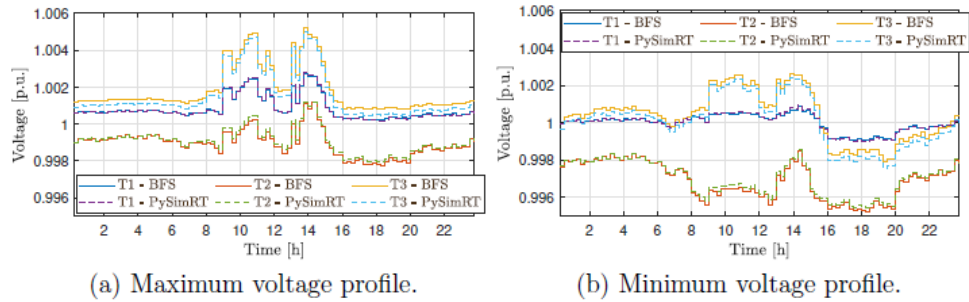 1.006
1.004
1.002
1
0.998
0.996
Voltage [p.u.]
T1 - BFS T2 - BFS T3 - BFS
T1 - PySimRT T2 - PySimRT T3 - PySimRT
2 4 6 8 10 12 14 16 18 20 22
Time [h]
(a) Maximum voltage profile.
1.006
1.004
1.002
1
0.998
0.996
Voltage [p.u.]
T1 - BFS T2 - BFS T3 - BFS
T1 - PySimRT T2 - PySimRT T3 - PySimRT
2 4 6 8 10 12 14 16 18 20 22
Time [h]
(b) Minimum voltage profile.